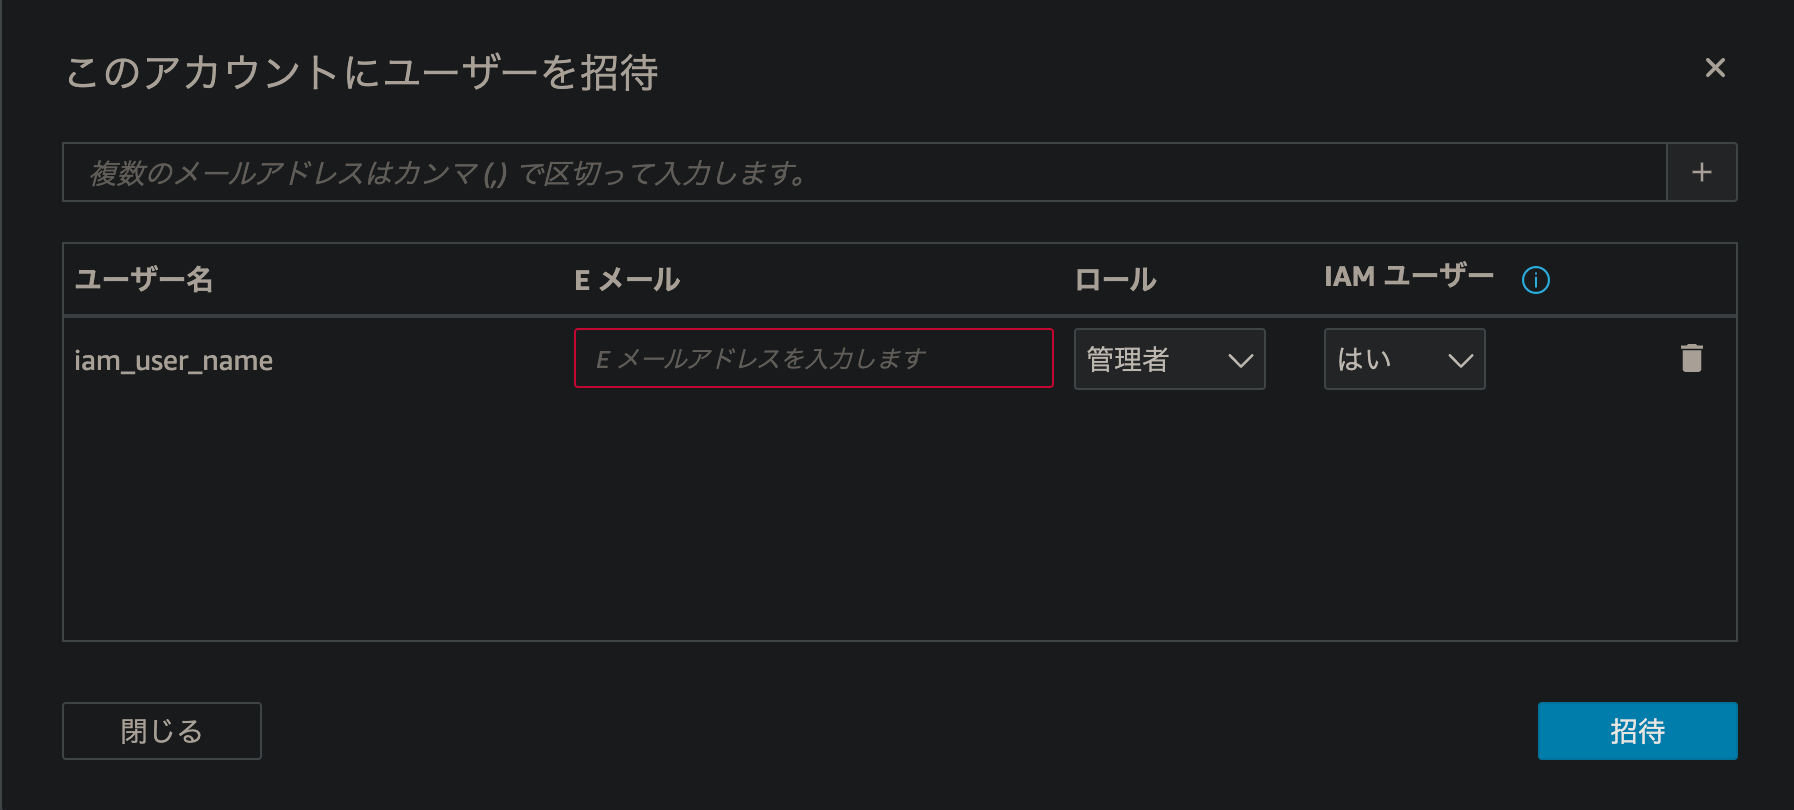 このアカウントにユーザーを招待
複数のメールアドレスはカンマ (,) で区切って入力します。
ユーザー名 E メール ロール IAM ユーザー
iam_user_name E メールアドレスを入力します 管理者 はい
閉じる 招待